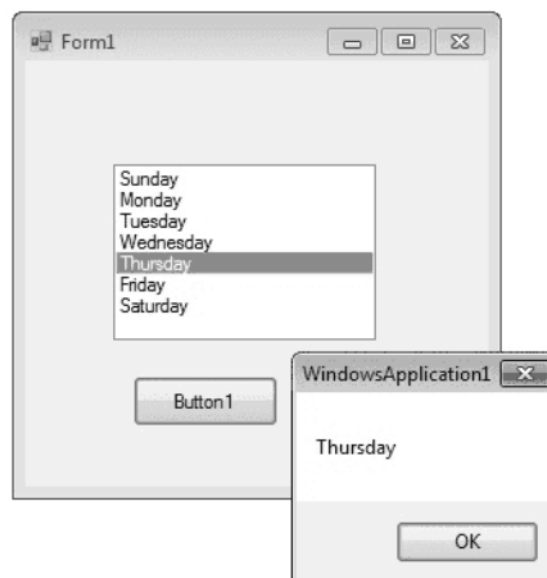 Form1
Sunday
Monday
Tuesday
Wednesday
Thursday
Friday
Saturday
Button1
WindowsApplication1
Thursday
OK